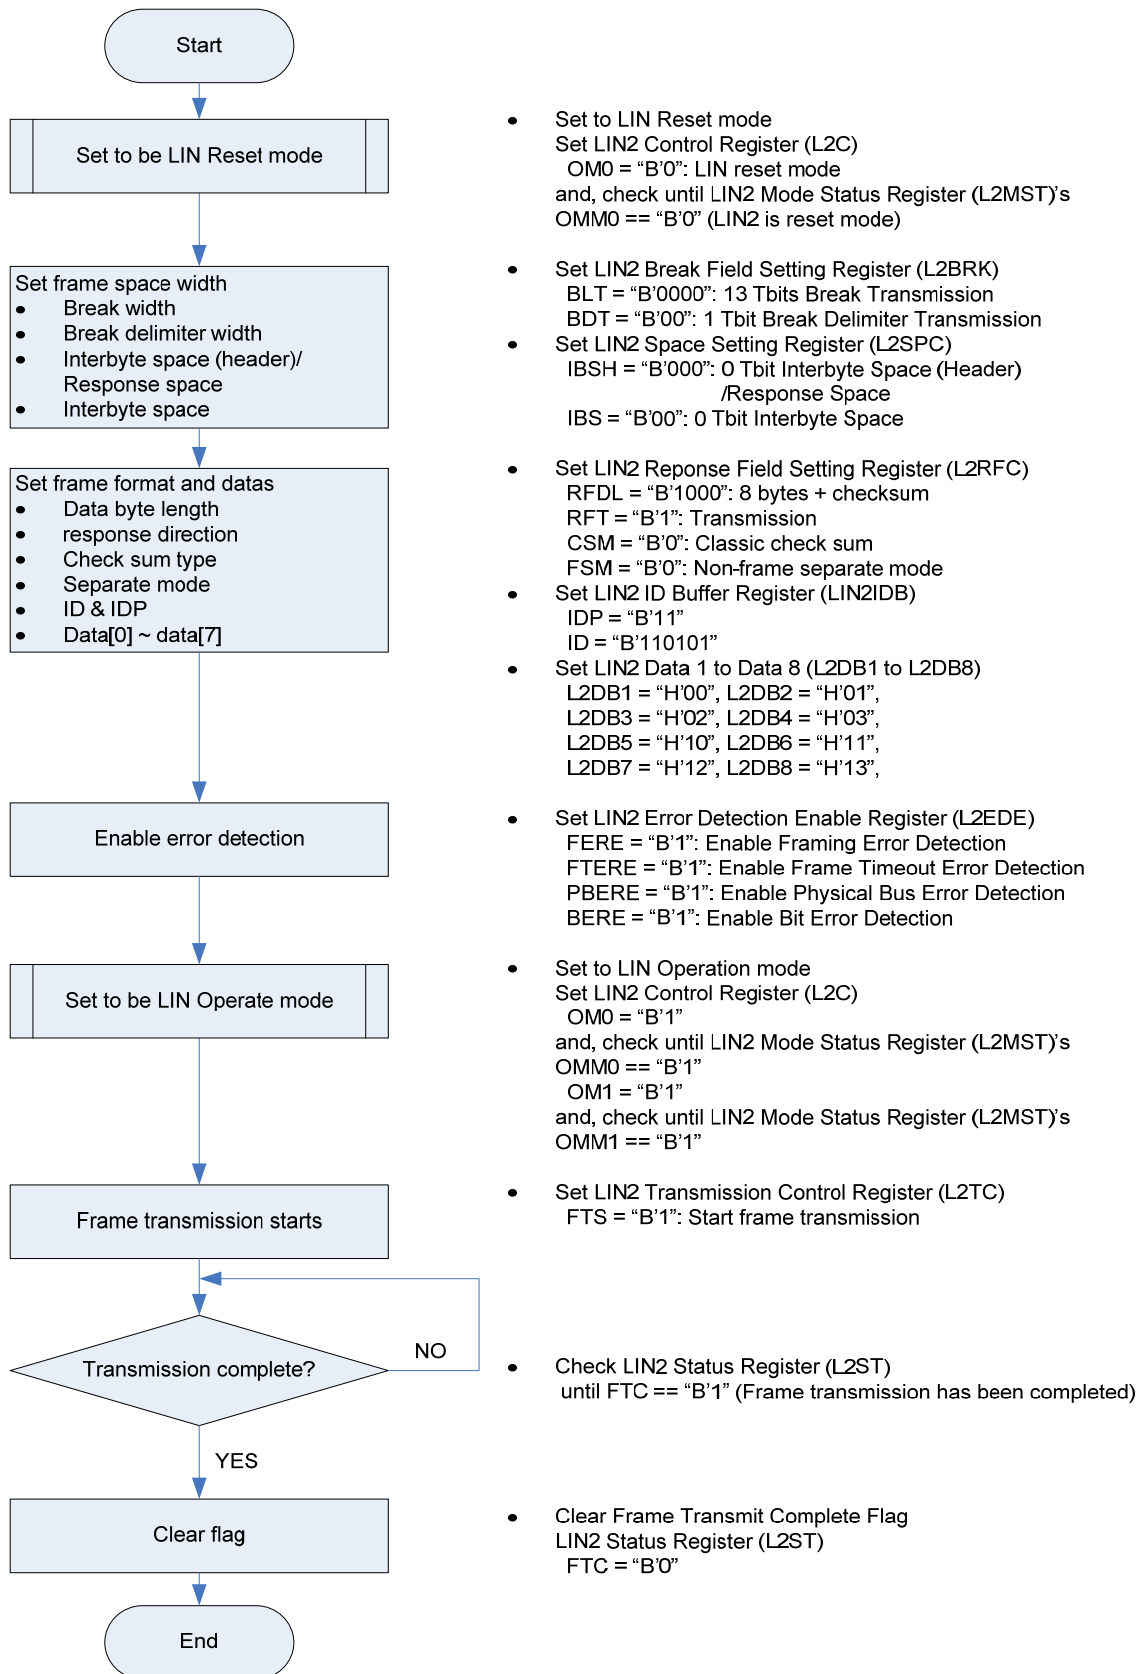 Start
Set to be LIN Reset mode
• Set to LIN Reset mode
Set LIN2 Control Register (L2C)
OM0 = “B’0”: LIN reset mode
and, check until LIN2 Mode Status Register (L2MST)’s
OMM0 == “B’0” (LIN2 is reset mode)
Set frame space width
• Break width
• Break delimiter width
• Interbyte space (header)/
Response space
• Interbyte space
• Set LIN2 Break Field Setting Register (L2BRK)
BLT = “B’0000”: 13 Tbits Break Transmission
BDT = “B’00”: 1 Tbit Break Delimiter Transmission
• Set LIN2 Space Setting Register (L2SPC)
IBSH = “B’000”: 0 Tbit Interbyte Space (Header)
/Response Space
IBS = “B’00”: 0 Tbit Interbyte Space
Set frame format and datas
• Data byte length
• response direction
• Check sum type
• Separate mode
• ID & IDP
• Data[0] ~ data[7]
• Set LIN2 Reponse Field Setting Register (L2RFC)
RFDL = “B’1000”: 8 bytes + checksum
RFT = “B’1”: Transmission
CSM = “B’0”: Classic check sum
FSM = “B’0”: Non-frame separate mode
• Set LIN2 ID Buffer Register (LIN2IDB)
IDP = “B’11”
ID = “B’110101”
• Set LIN2 Data 1 to Data 8 (L2DB1 to L2DB8)
L2DB1 = “H’00”, L2DB2 = “H’01”,
L2DB3 = “H’02”, L2DB4 = “H’03”,
L2DB5 = “H’10”, L2DB6 = “H’11”,
L2DB7 = “H’12”, L2DB8 = “H’13”,
Enable error detection
• Set LIN2 Error Detection Enable Register (L2EDE)
FERE = “B’1”: Enable Framing Error Detection
FTERE = “B’1”: Enable Frame Timeout Error Detection
PBERE = “B’1”: Enable Physical Bus Error Detection
BERE = “B’1”: Enable Bit Error Detection
Set to be LIN Operate mode
• Set to LIN Operation mode
Set LIN2 Control Register (L2C)
OM0 = “B’1”
and, check until LIN2 Mode Status Register (L2MST)’s
OMM0 == “B’1”
OM1 = “B’1”
and, check until LIN2 Mode Status Register (L2MST)’s
OMM1 == “B’1”
Frame transmission starts
• Set LIN2 Transmission Control Register (L2TC)
FTS = “B’1”: Start frame transmission
Transmission complete?
NO
YES
• Check LIN2 Status Register (L2ST)
until FTC == “B’1” (Frame transmission has been completed)
Clear flag
• Clear Frame Transmit Complete Flag
LIN2 Status Register (L2ST)
FTC = “B’0”
End